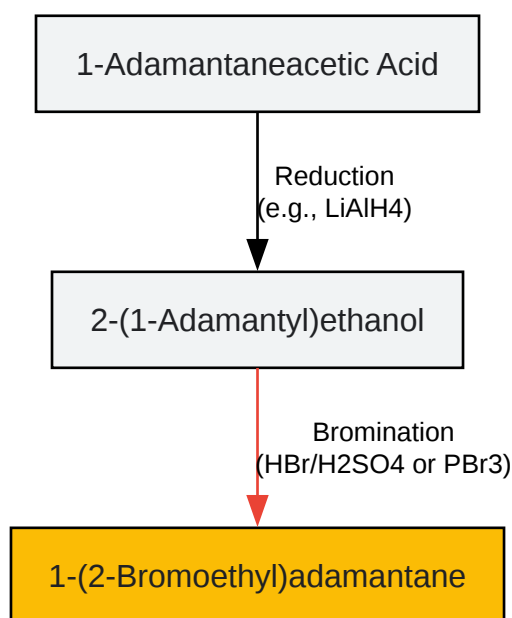 1-Adamantaneacetic Acid
Reduction
(e.g., LiAlH4)
2-(1-Adamantyl)ethanol
Bromination
(HBr/H2SO4 or PBr3)
1-(2-Bromoethyl)adamantane